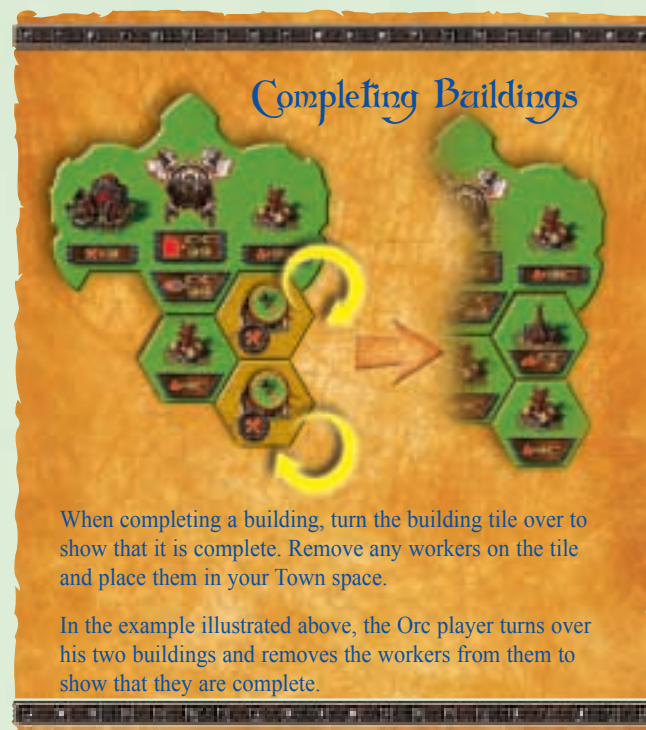 Completing Buildings
When completing a building, turn the building tile over to
show that it is complete. Remove any workers on the tile
and place them in your Town space.
In the example illustrated above, the Orc player turns over
his two buildings and removes the workers from them to
show that they are complete.